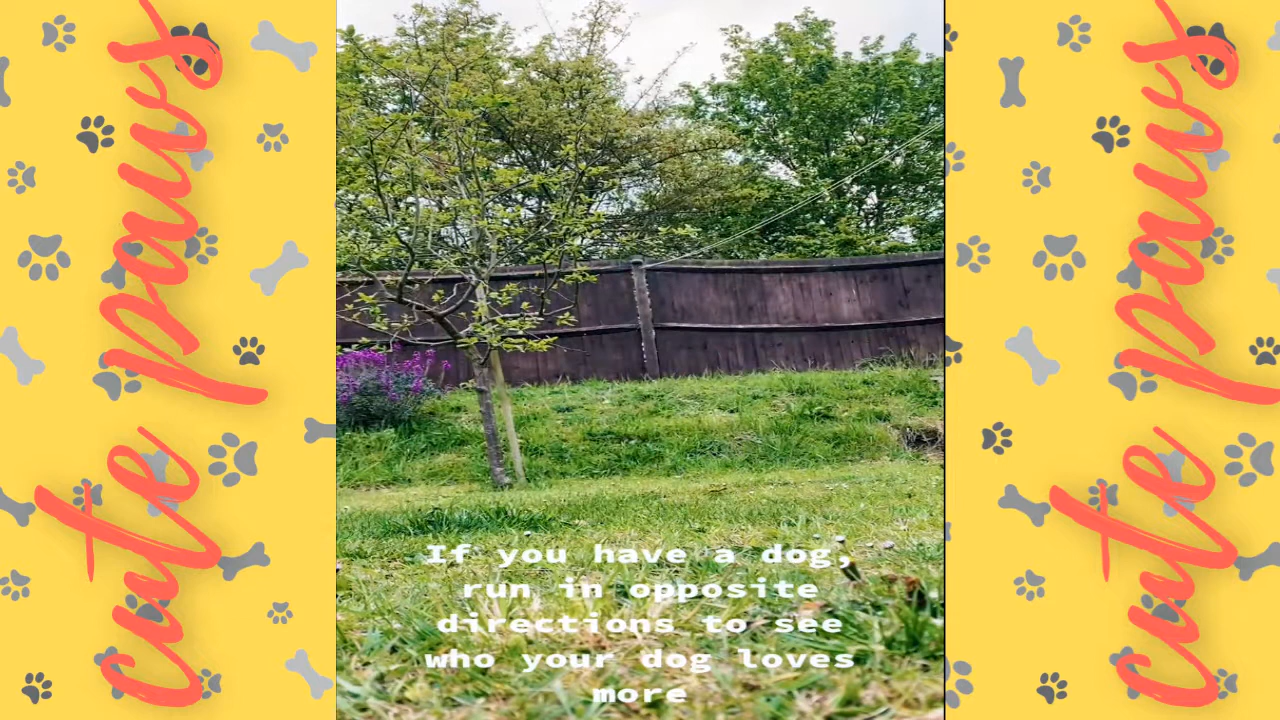 cute paws
If you have a dog,
run in opposite
directions to see
who your dog loves
more
cute paws